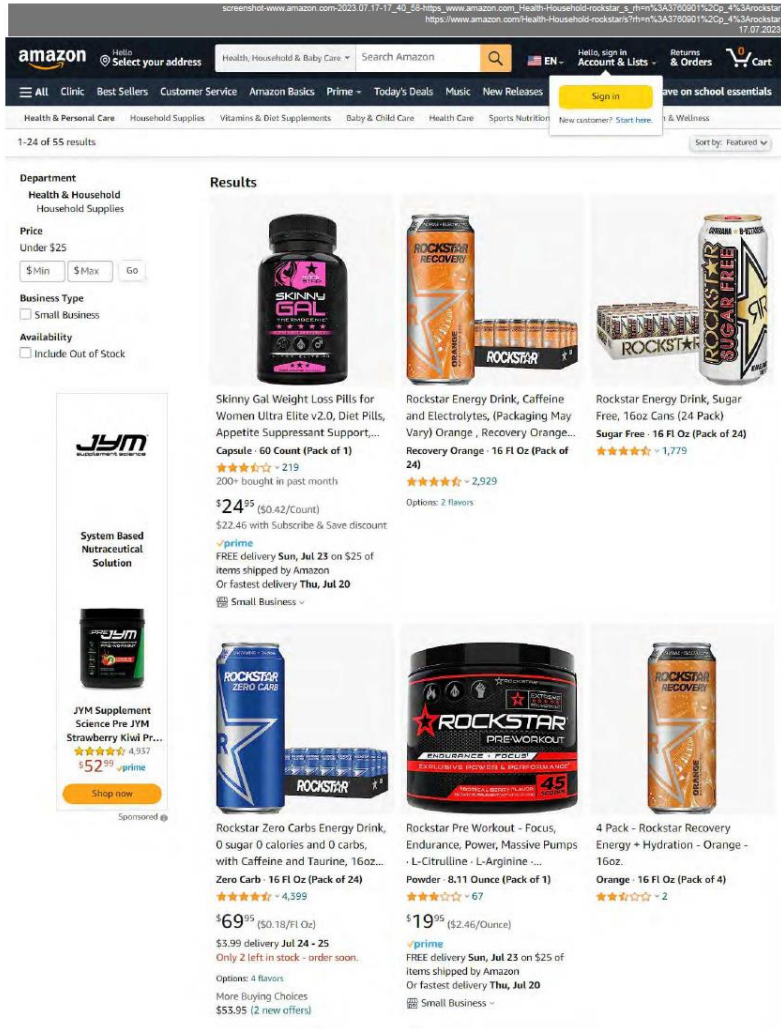 screenshot-www.amazon.com-2023.07.17-17_40_58-https_www.amazon.com_Health-Household-rockstar_s_rh=n%3A3760901%2Cp_4%3Arockstar
https://www.amazon.com/Health-Household-rockstar/s?rh=n%3A3760901%2Cp_4%3Arockstar
17.07.2023
amazon
Hello
Select your address
Health, Household & Baby Care
Search Amazon
EN
Hello, sign in
Account & Lists
Returns
& Orders
0
Cart
All Clinic Best Sellers Customer Service Amazon Basics Prime Today's Deals Music New Releases
ave on school essentials
Sign in
New customer? Start here.
Health & Personal Care Household Supplies Vitamins & Diet Supplements Baby & Child Care Health Care Sports Nutrition
& Wellness
1-24 of 55 results
Sort by: Featured
Department
Health & Household
Household Supplies
Price
Under $25
$ Min
$ Max
Go
Business Type
Small Business
Availability
Include Out of Stock
JYM
supplement science
System Based
Nutraceutical
Solution
PRE JYM
JYM Supplement
Science Pre JYM
Strawberry Kiwi Pr...
4,937
$52.99 prime
Shop now
Sponsored
Results
SKINNY
GAL
ROCKSTAR
RECOVERY
ORANGE
ROCKSTAR
ROCKSTAR
SUGAR FREE
ROCKSTAR
Skinny Gal Weight Loss Pills for
Women Ultra Elite v2.0, Diet Pills,
Appetite Suppressant Support,...
Capsule · 60 Count (Pack of 1)
219
200+ bought in past month
$24.95 ($0.42/Count)
$22.46 with Subscribe & Save discount
prime
FREE delivery Sun, Jul 23 on $25 of
items shipped by Amazon
Or fastest delivery Thu, Jul 20
Small Business
Rockstar Energy Drink, Caffeine
and Electrolytes, (Packaging May
Vary) Orange , Recovery Orange...
Recovery Orange · 16 Fl Oz (Pack of
24)
2,929
Options: 2 flavors
Rockstar Energy Drink, Sugar
Free, 16oz Cans (24 Pack)
Sugar Free · 16 Fl Oz (Pack of 24)
1,779
ROCKSTAR
ZERO CARB
ROCKSTAR
ROCKSTAR
PRE-WORKOUT
ENDURANCE + FOCUS
EXPLOSIVE POWER & PERFORMANCE
TROPICAL BERRY FLAVOR
45
ROCKSTAR
RECOVERY
ORANGE
Rockstar Zero Carbs Energy Drink,
0 sugar 0 calories and 0 carbs,
with Caffeine and Taurine, 16oz...
Zero Carb · 16 Fl Oz (Pack of 24)
4,399
$69.95 ($0.18/Fl Oz)
$3.99 delivery Jul 24 - 25
Only 2 left in stock - order soon.
Options: 4 flavors
More Buying Choices
$53.95 (2 new offers)
Rockstar Pre Workout - Focus,
Endurance, Power, Massive Pumps
· L-Citrulline · L-Arginine ·...
Powder · 8.11 Ounce (Pack of 1)
67
$19.95 ($2.46/Ounce)
prime
FREE delivery Sun, Jul 23 on $25 of
items shipped by Amazon
Or fastest delivery Thu, Jul 20
Small Business
4 Pack - Rockstar Recovery
Energy + Hydration - Orange -
16oz.
Orange · 16 Fl Oz (Pack of 4)
2